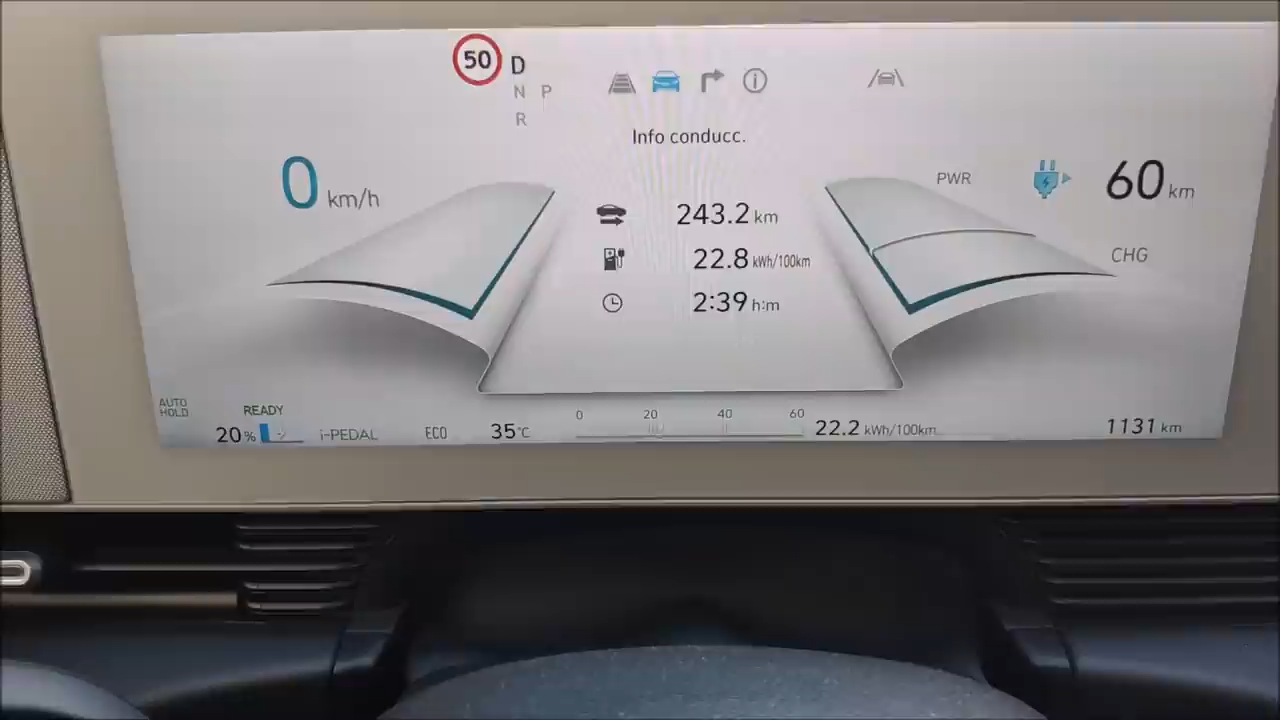 50 D
N P
R
Info conducc.
0 km/h
PWR
60 km
243.2 km
22.8 kWh/100km
CHG
2:39 h:m
AUTO
HOLD
READY
0 20 40 60
20% i-PEDAL ECO 35°C 22.2 kWh/100km 1131 km